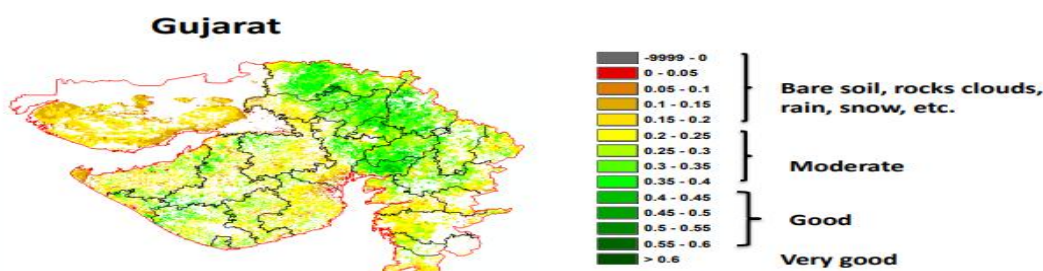 Gujarat
-9999 - 0
0 - 0.05
0.05 - 0.1
0.1 - 0.15
0.15 - 0.2
0.2 - 0.25
0.25 - 0.3
0.3 - 0.35
0.35 - 0.4
0.4 - 0.45
0.45 - 0.5
0.5 - 0.55
0.55 - 0.6
> 0.6
Bare soil, rocks clouds,
rain, snow, etc.
Moderate
Good
Very good